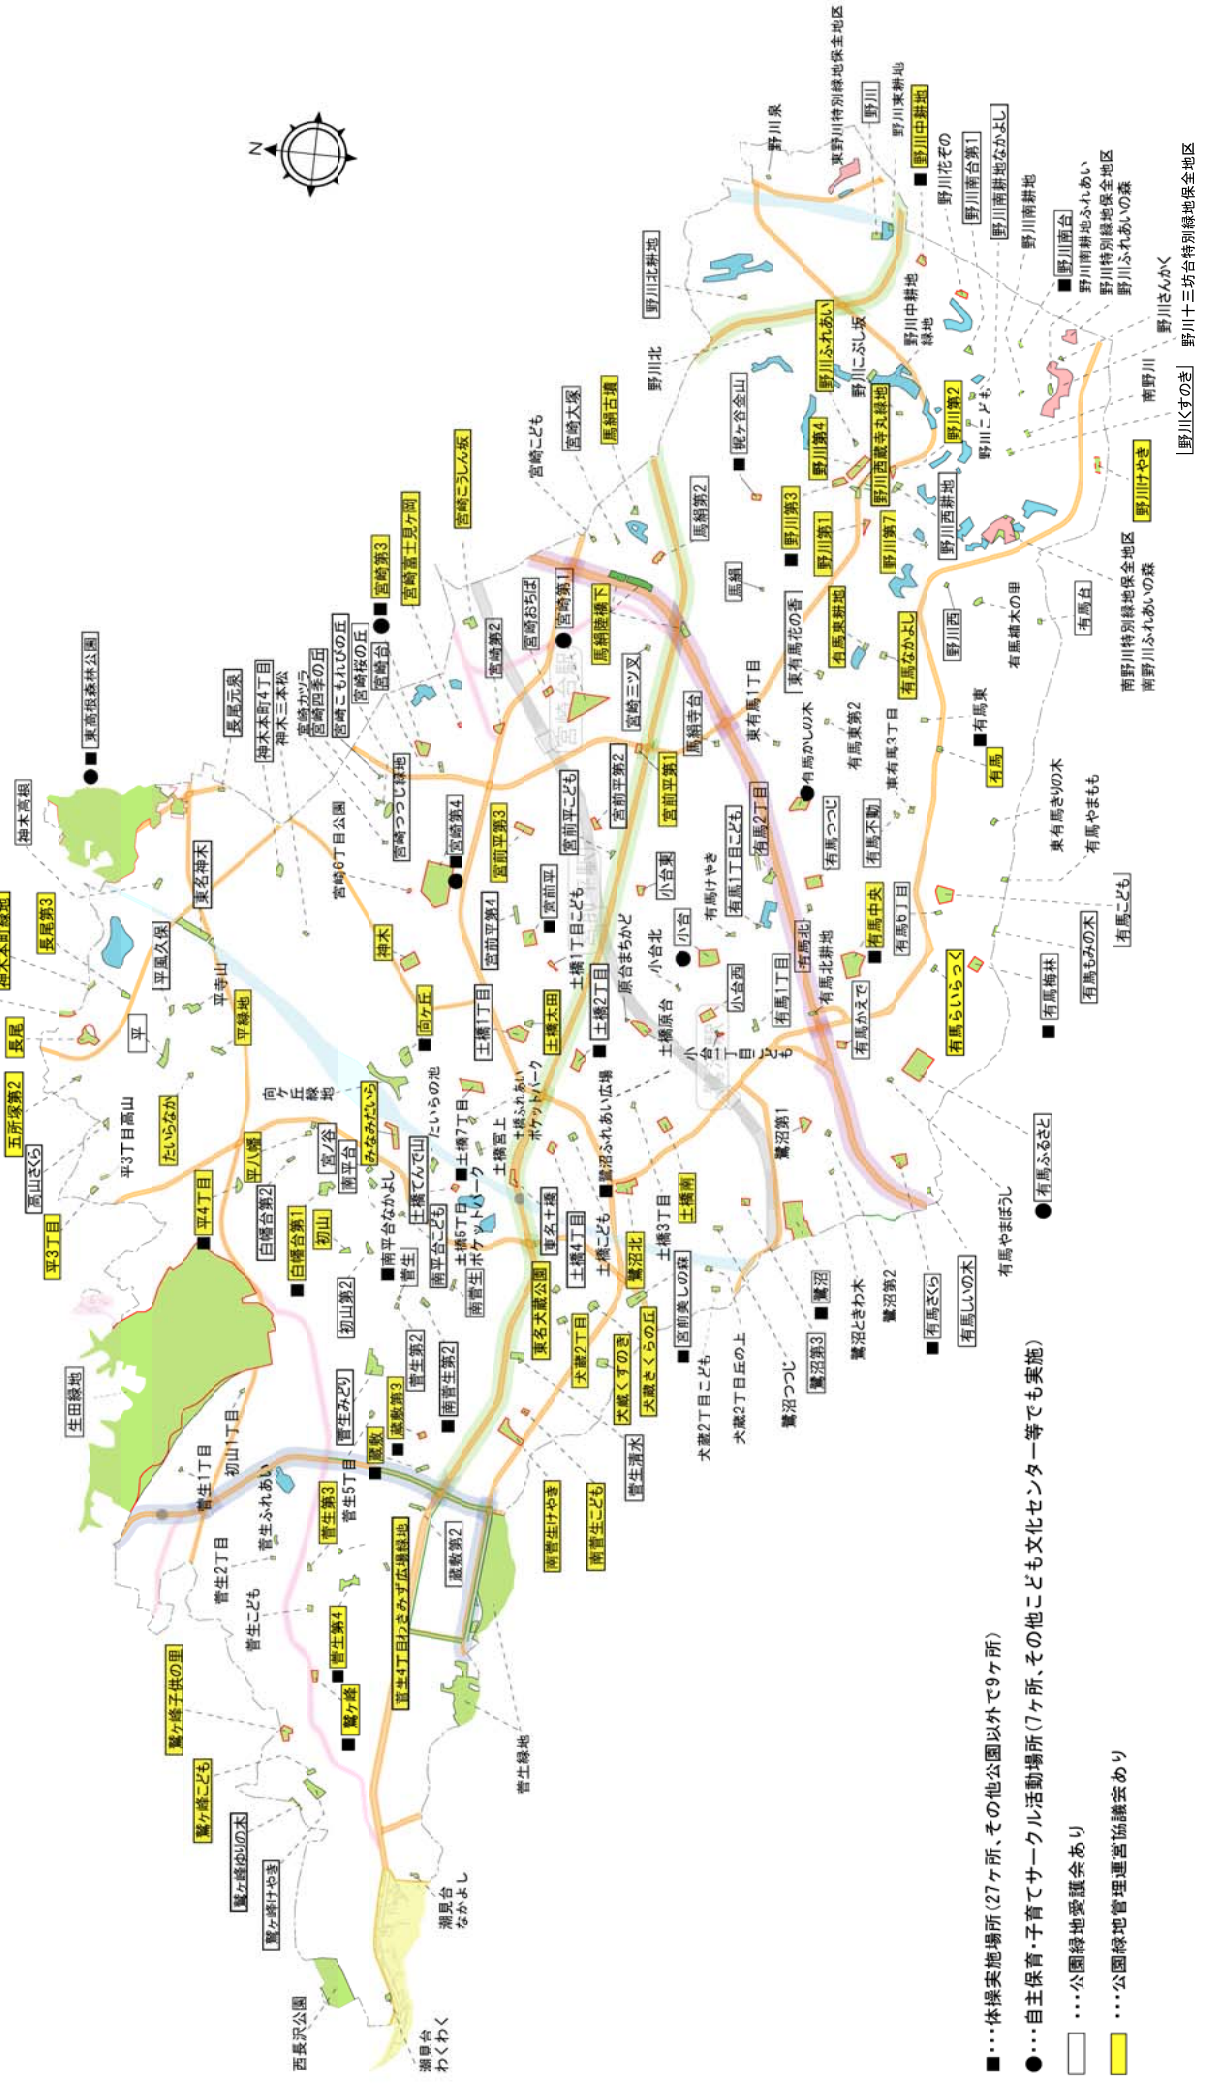 N
東高根森林公園
神木高根
長尾元泉
神木本町4丁目
神木三本松
宮崎カツラ
宮崎四季の丘
宮崎こもれびの丘
宮崎桜の丘
宮崎台
宮崎第3
宮崎富士見ヶ岡
宮崎こうしん坂
宮崎こども
宮崎大塚
馬絹古墳
野川北
野川北耕地
野川泉
東野川特別緑地保全地区
野川
野川東耕地
野川中耕地
野川花ぞの
野川南台第1
野川南耕地なかよし
野川南耕地
野川南台
野川南耕地ふれあい
野川特別緑地保全地区
野川ふれあいの森
野川さんかく
野川十三坊台特別緑地保全地区
南野川
野川くすのき
野川けやき
南野川特別緑地保全地区
南野川ふれあいの森
野川中耕地
緑地
野川こぶし坂
野川ふれあい
野川西蔵寺丸緑地
野川第2
野川こども
野川第4
野川第3
野川第1
野川第7
野川西耕地
梶ヶ谷金山
馬絹第2
馬絹
東有馬花の香
有馬東耕地
有馬なかよし
野川西
有馬植木の里
有馬台
宮崎第2
宮崎おちば
宮崎第1
馬絹陸橋下
宮崎三ツ又
馬絹寺台
東有馬1丁目
有馬かしの木
有馬東第2
東有馬3丁目
有馬東
有馬
東有馬きりの木
有馬やまもも
有馬こども
有馬もみの木
有馬梅林
有馬らいらっく
有馬6丁目
有馬中央
有馬不動
有馬つつじ
有馬2丁目
有馬1丁目こども
有馬けやき
有馬北
有馬北耕地
有馬かえで
有馬1丁目
宮崎つつじ緑地
宮崎第4
宮崎6丁目公園
宮前平第3
宮前平こども
宮前平第2
宮前平第1
宮前平
宮前平第4
小台東
小台
小台北
小台西
小台一丁目こども
原台まちかど
土橋原台
土橋1丁目こども
土橋2丁目
土橋太田
土橋1丁目
神木
向ヶ丘
東名神木
長尾第3
平風久保
平寺山
平
平緑地
長尾
五所塚第2
高山さくら
平3丁目
平3丁目高山
たいらなか
平4丁目
平八幡
向ヶ丘緑地
みなみだいら
宮ノ谷
南平台
白幡台第2
白幡台第1
初山
初山第2
南平台なかよし
菅生
南平台こども
たいらの池
土橋てんで山
土橋7丁目
土橋6丁目
ポケットパーク
土橋宮上
土橋ふれあい
ポケットパーク
南菅生
東名土橋
土橋4丁目
土橋こども
鷺沼ふれあい広場
土橋3丁目
土橋南
鷺沼北
東名犬蔵公園
犬蔵2丁目
犬蔵くすのき
犬蔵さくらの丘
宮前美しの森
犬蔵2丁目こども
犬蔵2丁目丘の上
鷺沼つつじ
鷺沼第3
鷺沼
鷺沼ときわ木
鷺沼第2
鷺沼第1
有馬さくら
有馬しいの木
有馬やまぼうし
有馬ふるさと
生田緑地
菅生1丁目
初山1丁目
菅生ふれあい
菅生2丁目
菅生こども
菅生第3
菅生5丁目
菅生みどり
蔵敷
蔵敷第3
菅生第2
南菅生第2
菅生清水
南菅生けやき
南菅生こども
蔵敷第2
菅生4丁目わさみず広場緑地
菅生第4
鷲ヶ峰
鷲ヶ峰子供の里
鷲ヶ峰こども
鷲ヶ峰ゆりの木
鷲ヶ峰けやき
菅生緑地
西長沢公園
潮見台
なかよし
潮見台
わくわく
■･･･体操実施場所(27ヶ所、その他公園以外で9ヶ所)
●･･･自主保育・子育てサークル活動場所(7ヶ所、その他こども文化センター等でも実施)
･･･公園緑地愛護会あり
･･･公園緑地管理運営協議会あり